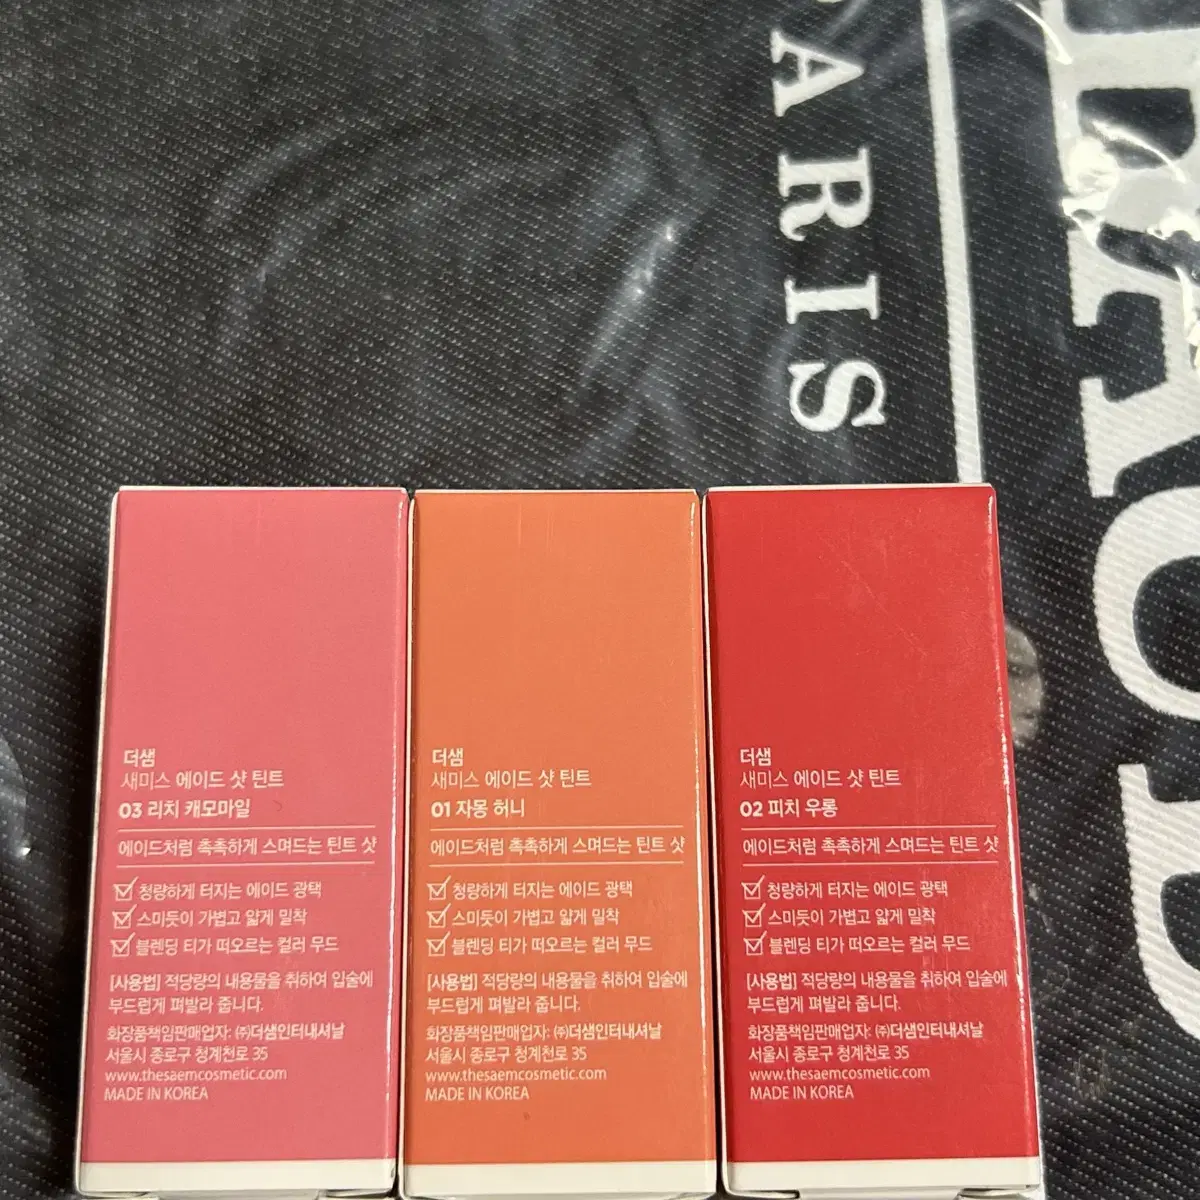 PARIS
더샘
새미스 에이드 샷 틴트
03 리치 캐모마일
에이드처럼 촉촉하게 스며드는 틴트 샷
청량하게 터지는 에이드 광택
스미듯이 가볍고 얇게 밀착
블렌딩 티가 떠오르는 컬러 무드
[사용법] 적당량의 내용물을 취하여 입술에
부드럽게 펴발라 줍니다.
화장품책임판매업자: ㈜더샘인터내셔날
서울시 종로구 청계천로 35
www.thesaemcosmetic.com
MADE IN KOREA
더샘
새미스 에이드 샷 틴트
01 자몽 허니
에이드처럼 촉촉하게 스며드는 틴트 샷
청량하게 터지는 에이드 광택
스미듯이 가볍고 얇게 밀착
블렌딩 티가 떠오르는 컬러 무드
[사용법] 적당량의 내용물을 취하여 입술에
부드럽게 펴발라 줍니다.
화장품책임판매업자: ㈜더샘인터내셔날
서울시 종로구 청계천로 35
www.thesaemcosmetic.com
MADE IN KOREA
더샘
새미스 에이드 샷 틴트
02 피치 우롱
에이드처럼 촉촉하게 스며드는 틴트 샷
청량하게 터지는 에이드 광택
스미듯이 가볍고 얇게 밀착
블렌딩 티가 떠오르는 컬러 무드
[사용법] 적당량의 내용물을 취하여 입술에
부드럽게 펴발라 줍니다.
화장품책임판매업자: ㈜더샘인터내셔날
서울시 종로구 청계천로 35
www.thesaemcosmetic.com
MADE IN KOREA